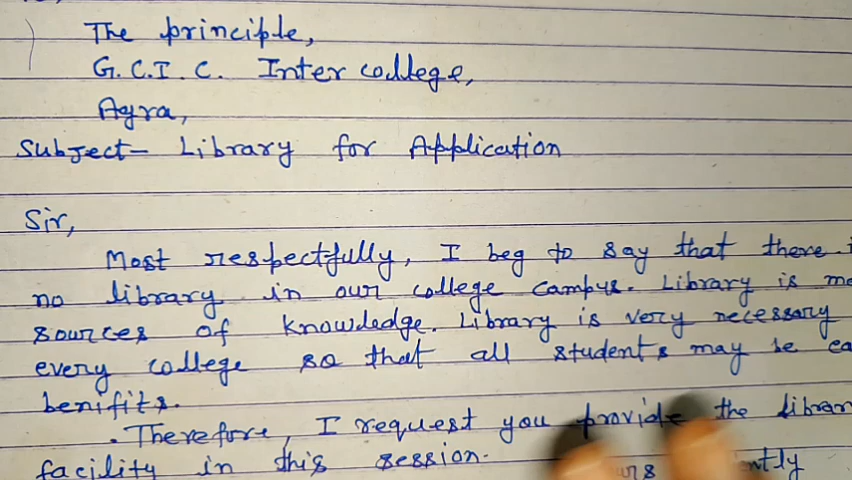 The principle,
G.C.I.C. Inter college,
Agra,
Subject- Library for Application
Sir,
Most respectfully, I beg to say that there
no library in our college campus. Library is
sources of knowledge. Library is very necessary
every college so that all students may be
benifits.
Therefore, I request you provide the
facility in this session.